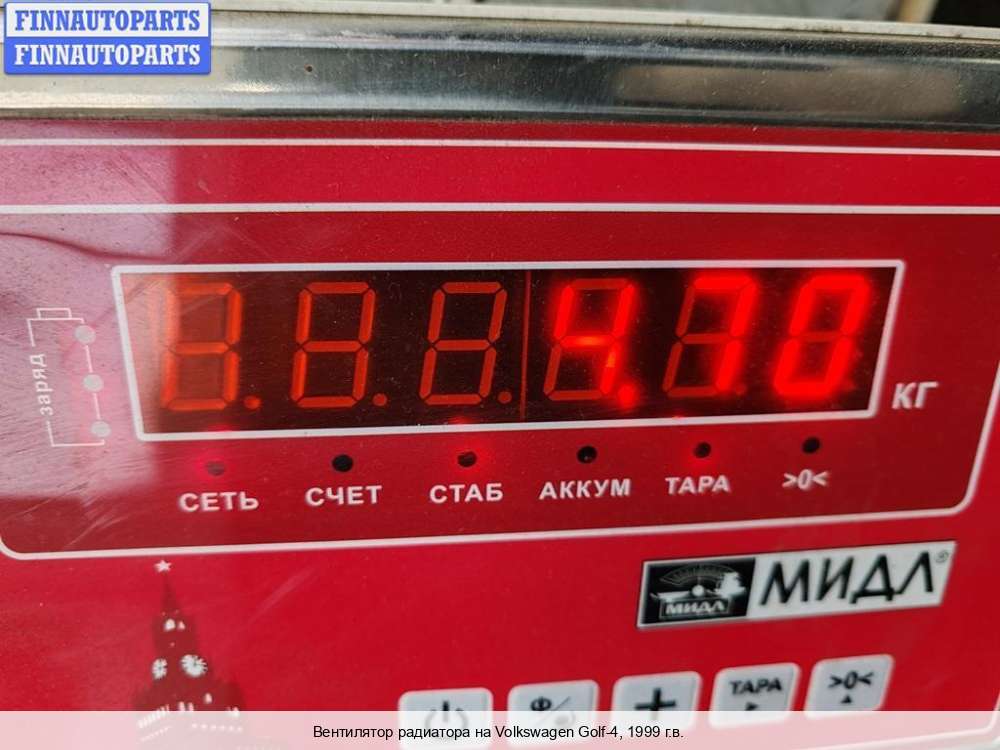 FINNAUTOPARTS
FINNAUTOPARTS
заряд
4.70
КГ
СЕТЬ СЧЕТ СТАБ АККУМ ТАРА >0<
МИДЛ МИДЛ®
ТАРА >0<
Вентилятор радиатора на Volkswagen Golf-4, 1999 г.в.